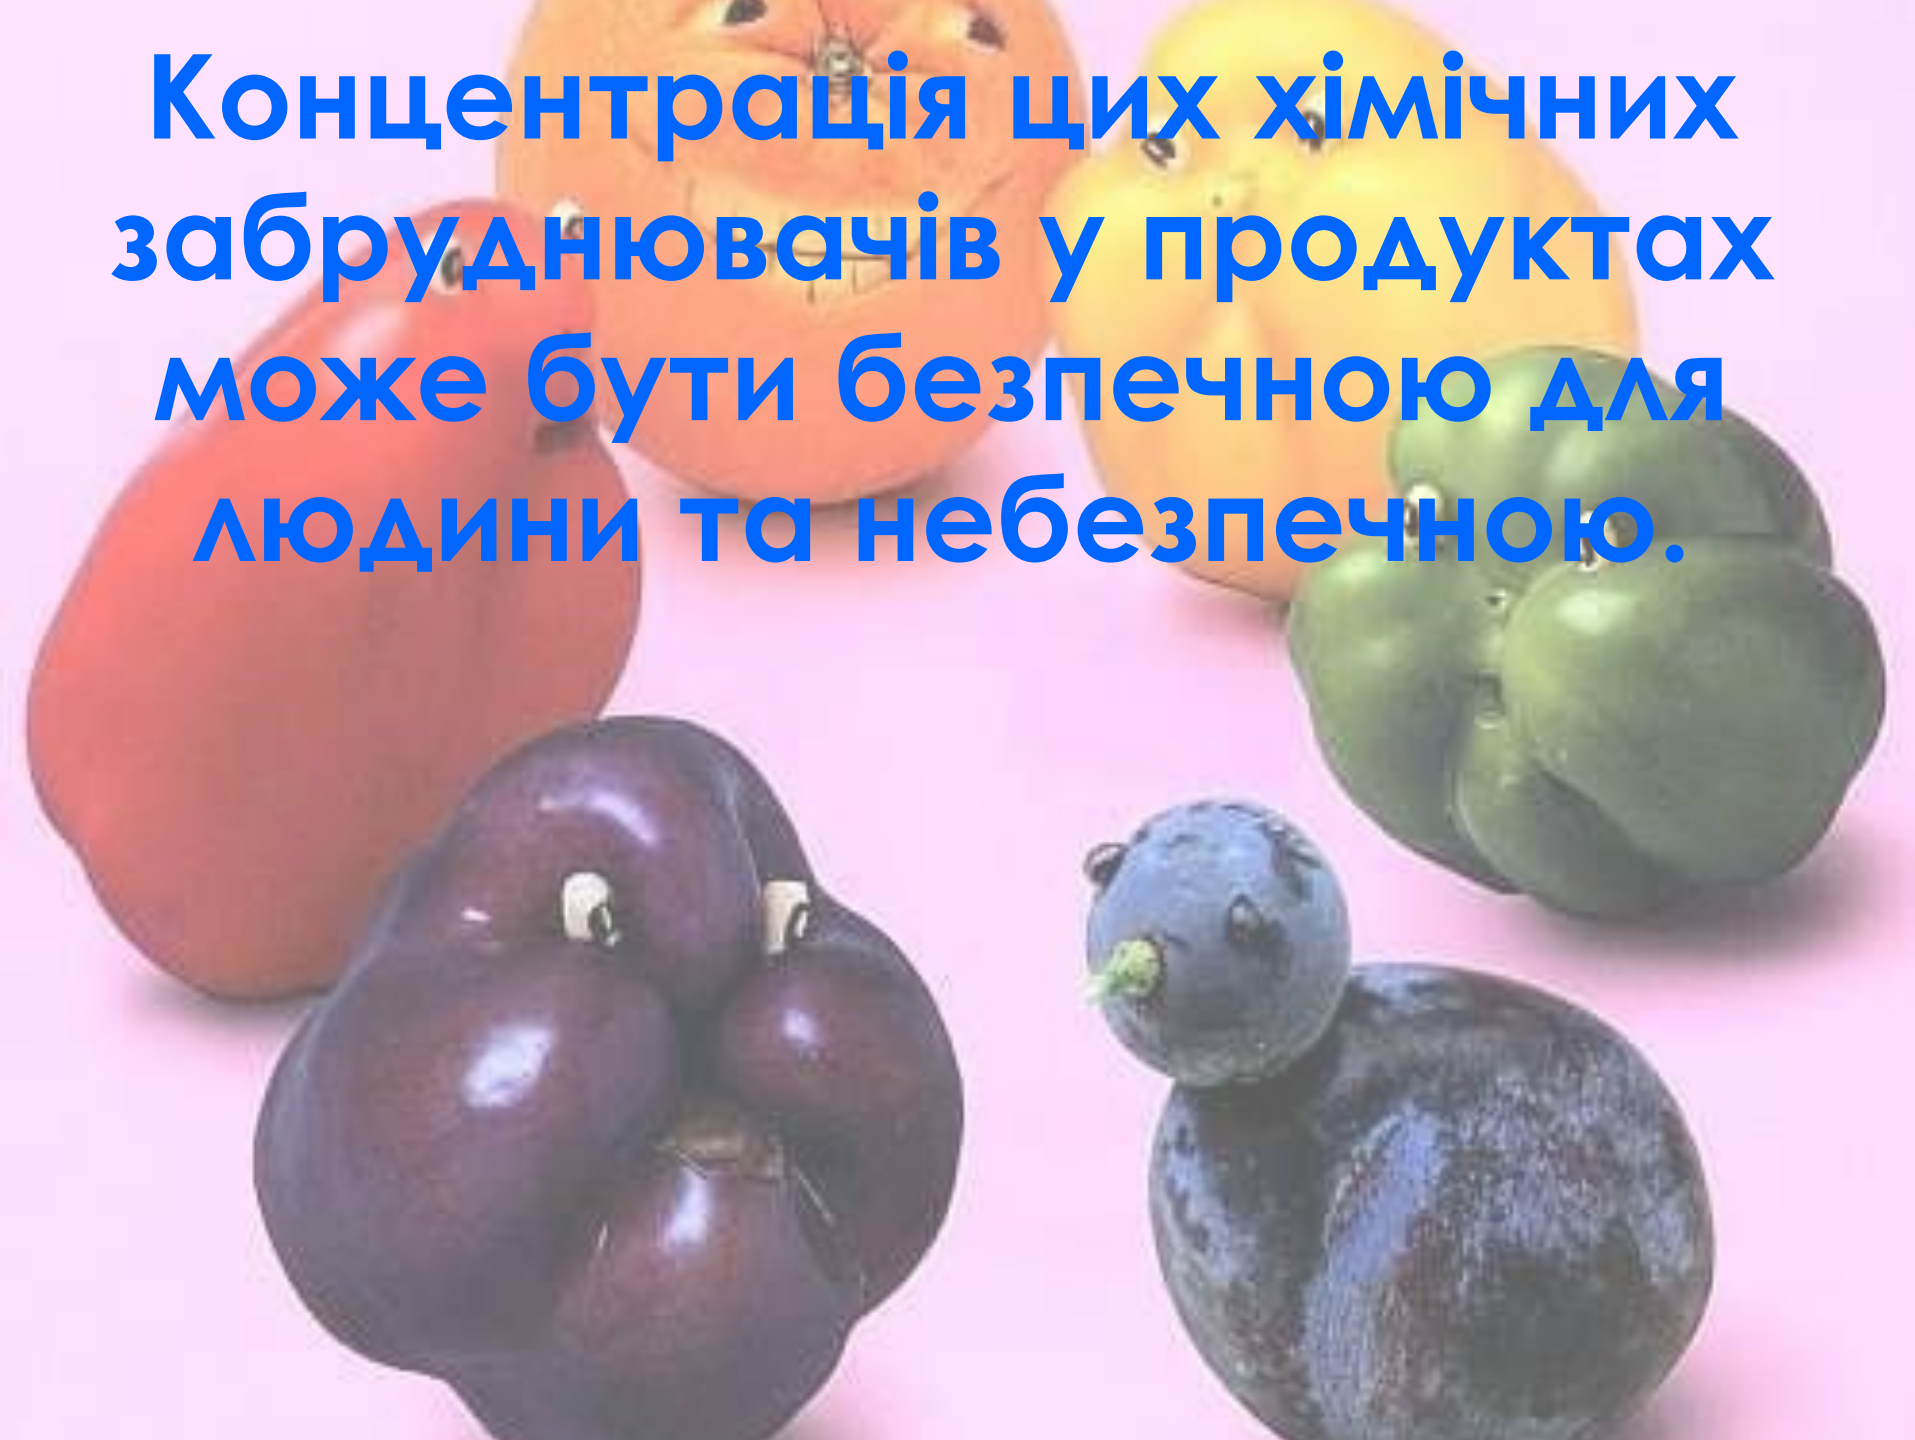 Концентрація цих хімічних
забруднювачів у продуктах
може бути безпечною для
людини та небезпечною.